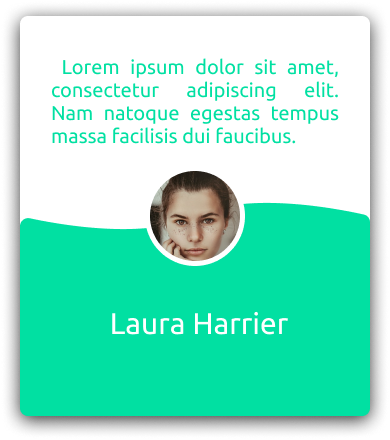 Lorem ipsum dolor sit amet,
consectetur adipiscing elit.
Nam natoque egestas tempus
massa facilisis dui faucibus.
Laura Harrier